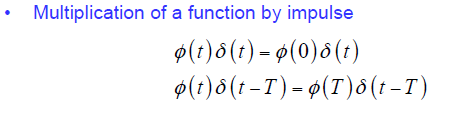 • Multiplication of a function by impulse
ϕ(t)δ(t) = ϕ(0)δ(t)
ϕ(t)δ(t − T) = ϕ(T)δ(t − T)